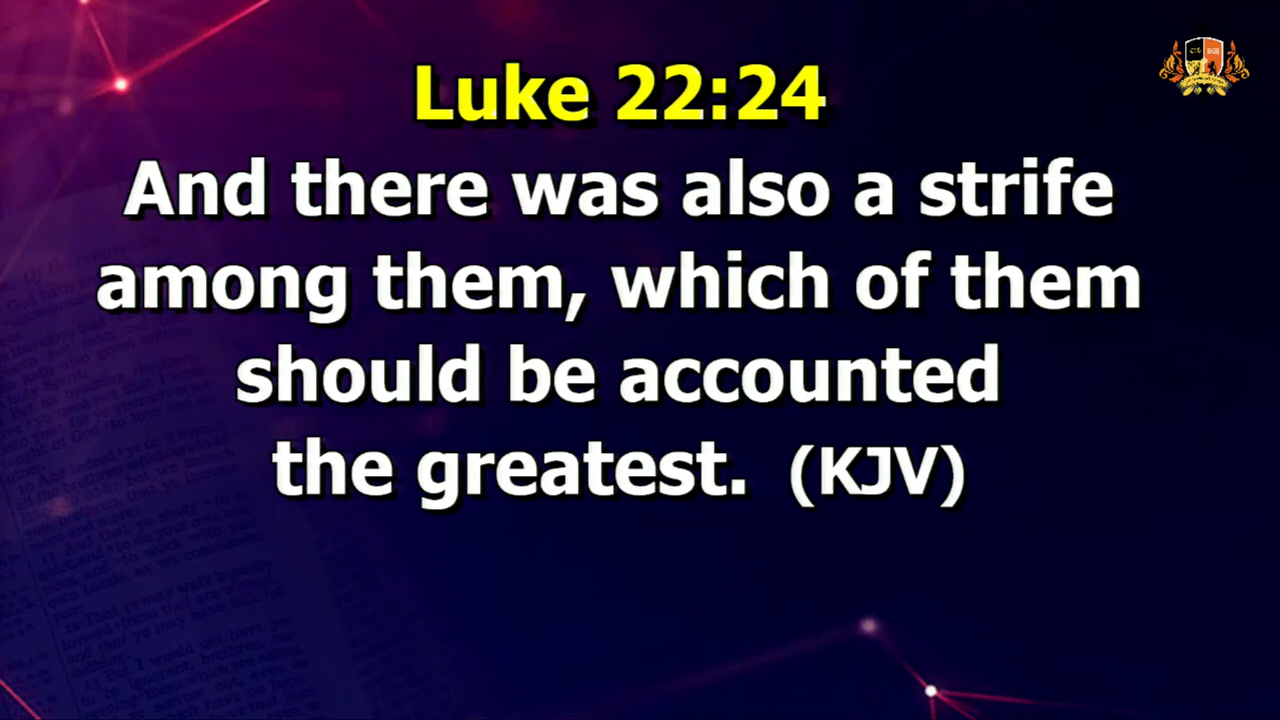 Luke 22:24
And there was also a strife
among them, which of them
should be accounted
the greatest. (KJV)